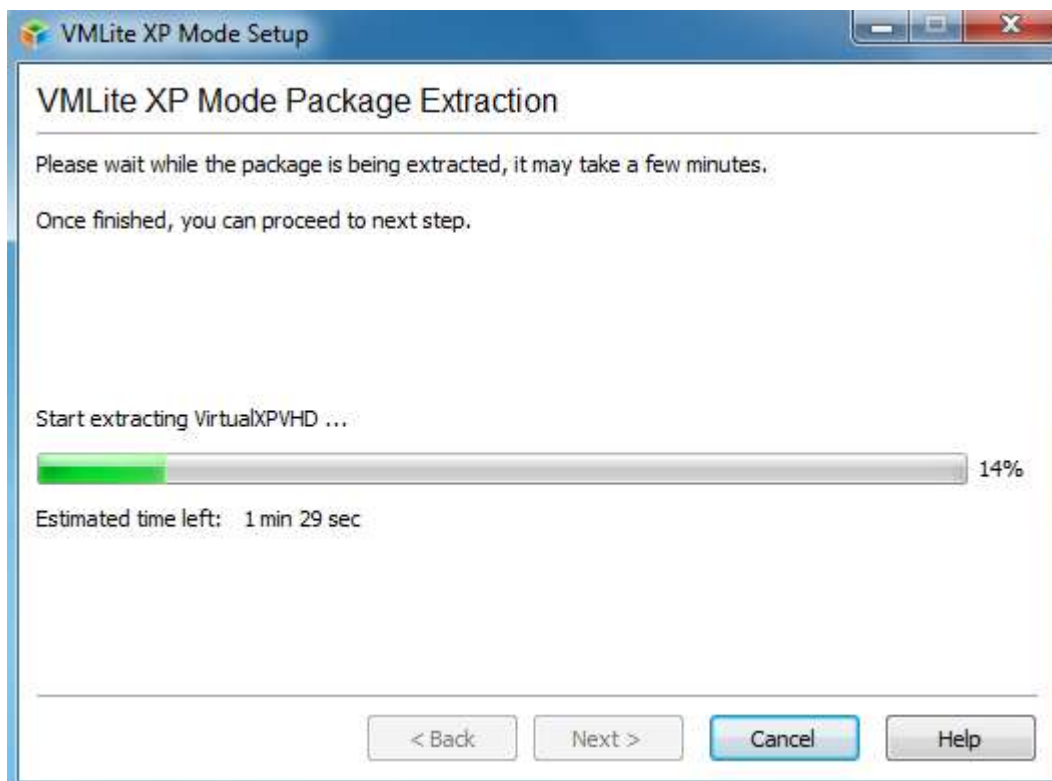 VMLite XP Mode Setup
VMLite XP Mode Package Extraction
Please wait while the package is being extracted, it may take a few minutes.
Once finished, you can proceed to next step.
Start extracting VirtualXPVHD ...
14%
Estimated time left: 1 min 29 sec
< Back Next > Cancel Help